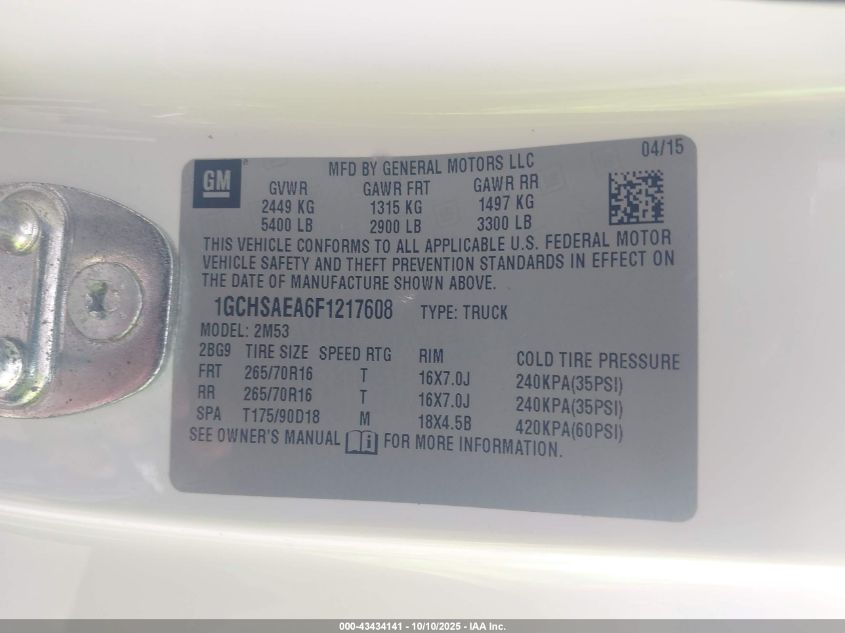 GM
MFD BY GENERAL MOTORS LLC
04/15
GVWR GAWR FRT GAWR RR
2449 KG 1315 KG 1497 KG
5400 LB 2900 LB 3300 LB
THIS VEHICLE CONFORMS TO ALL APPLICABLE U.S. FEDERAL MOTOR
VEHICLE SAFETY AND THEFT PREVENTION STANDARDS IN EFFECT ON
THE DATE OF MANUFACTURE SHOWN ABOVE.
1GCHSAEA6F1217608 TYPE: TRUCK
MODEL: 2M53
2BG9 TIRE SIZE SPEED RTG RIM COLD TIRE PRESSURE
FRT 265/70R16 T 16X7.0J 240KPA(35PSI)
RR 265/70R16 T 16X7.0J 240KPA(35PSI)
SPA T175/90D18 M 18X4.5B 420KPA(60PSI)
SEE OWNER'S MANUAL i FOR MORE INFORMATION.
000-43434141 - 10/10/2025 - IAA Inc.